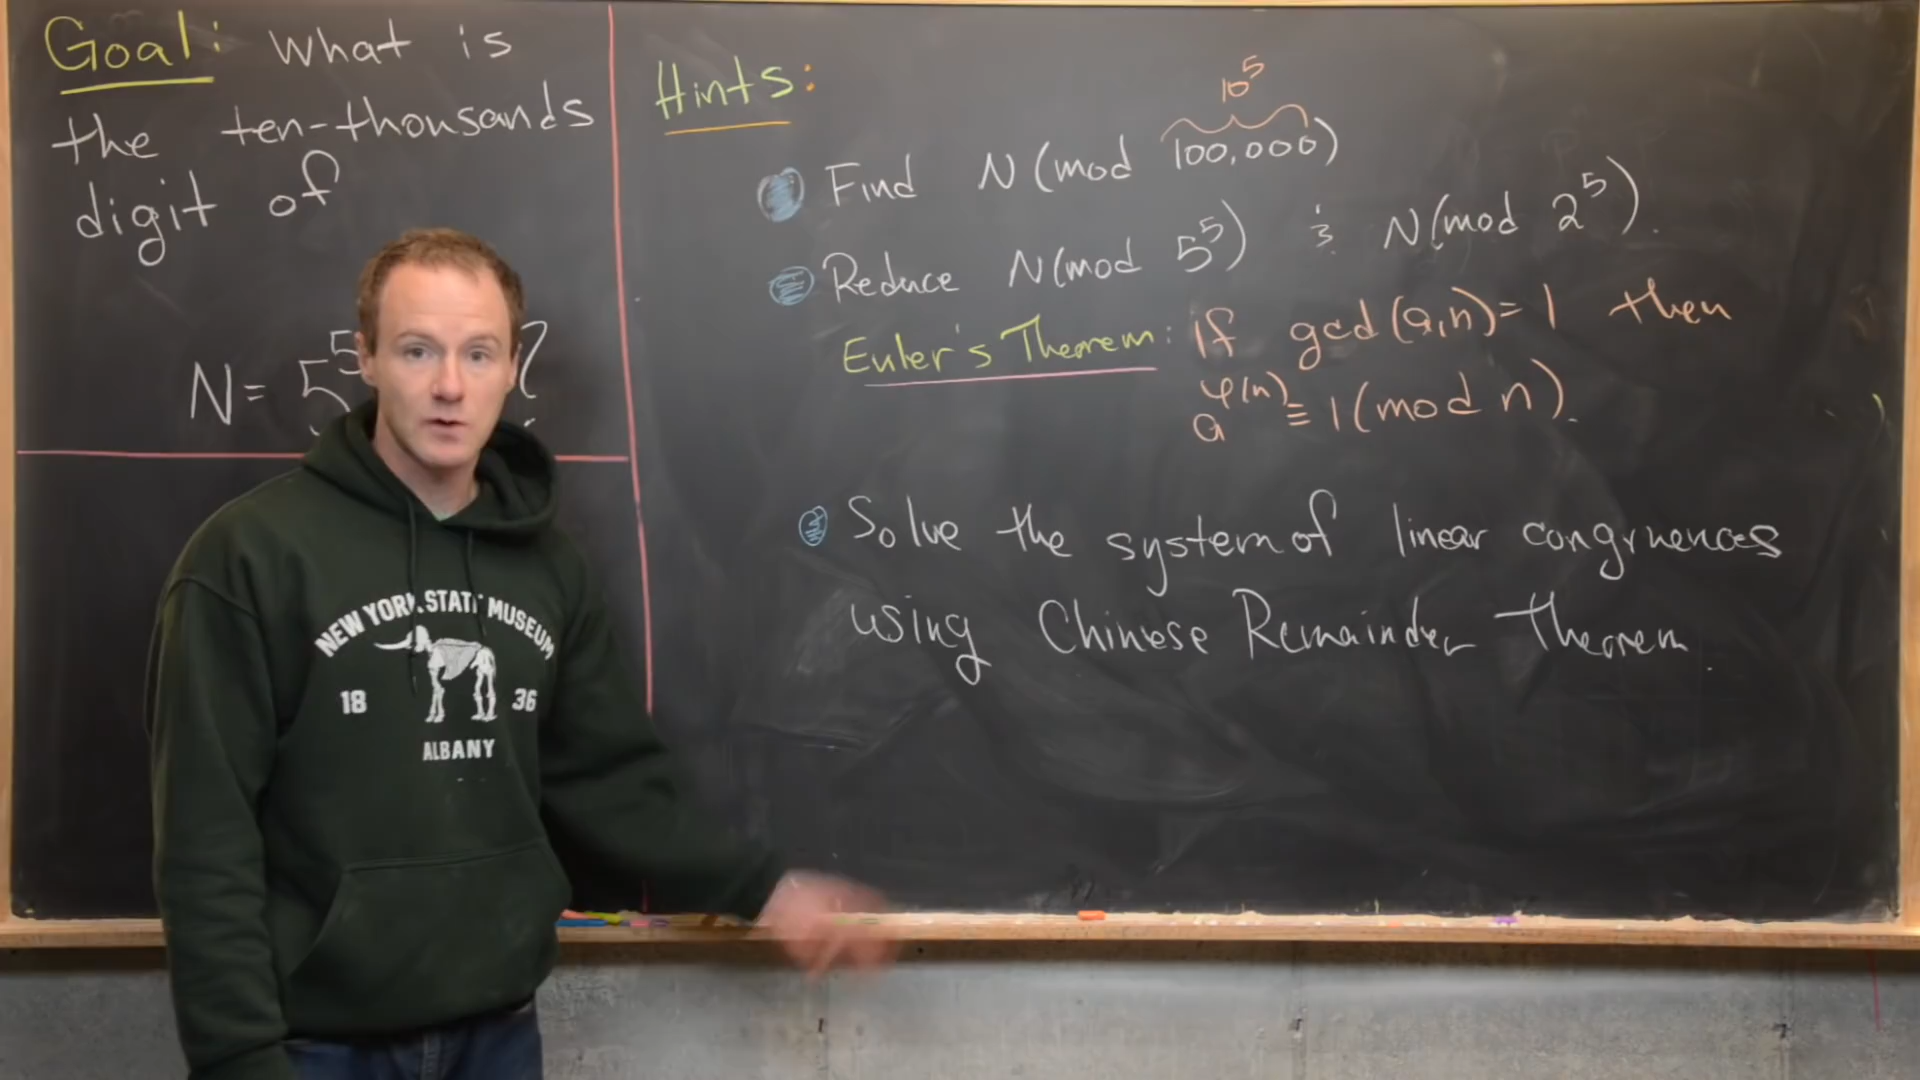 Goal: What is
the ten-thousands
digit of
N = 5^5 ?
Hints:
10^5
Find N (mod 100,000)
Reduce N (mod 5^5) & N (mod 2^5).
Euler's Theorem: if gcd(a,n)=1 then
a^φ(n) ≡ 1 (mod n).
Solve the system of linear congruences
using Chinese Remainder Theorem.
NEW YORK STATE MUSEUM
18 36
ALBANY